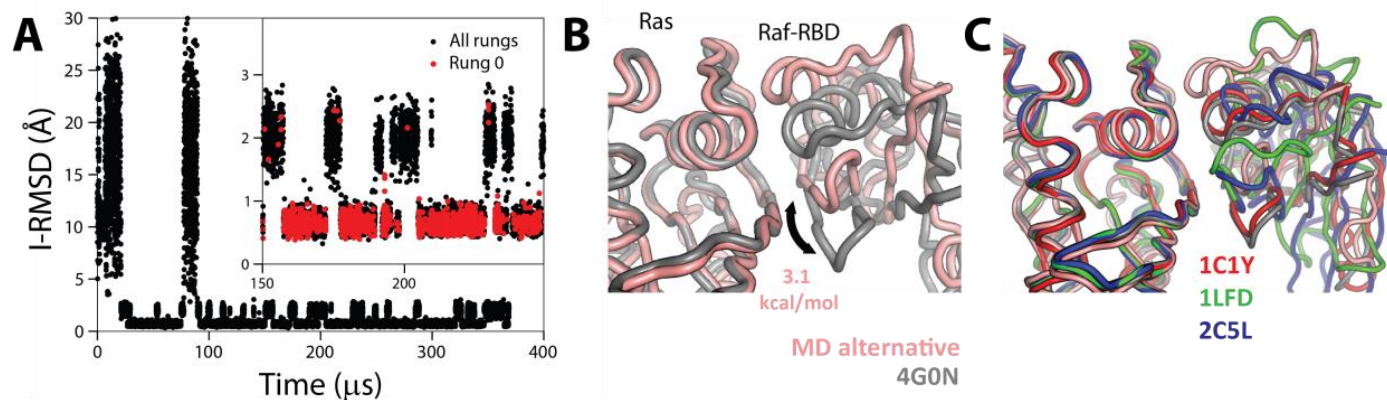 A
I-RMSD (Å)
30
25
20
15
10
5
0
0
100
200
300
400
Time (μs)
All rungs
Rung 0
3
2
1
0
150
200
B
Ras
Raf-RBD
3.1
kcal/mol
MD alternative
4G0N
C
1C1Y
1LFD
2C5L